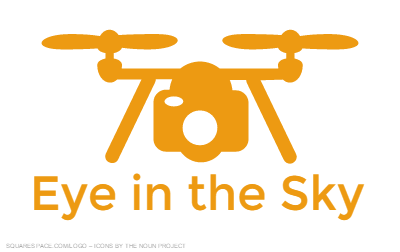 Eye in the Sky
SQUARESPACE.COM/LOGO – ICONS BY THE NOUN PROJECT